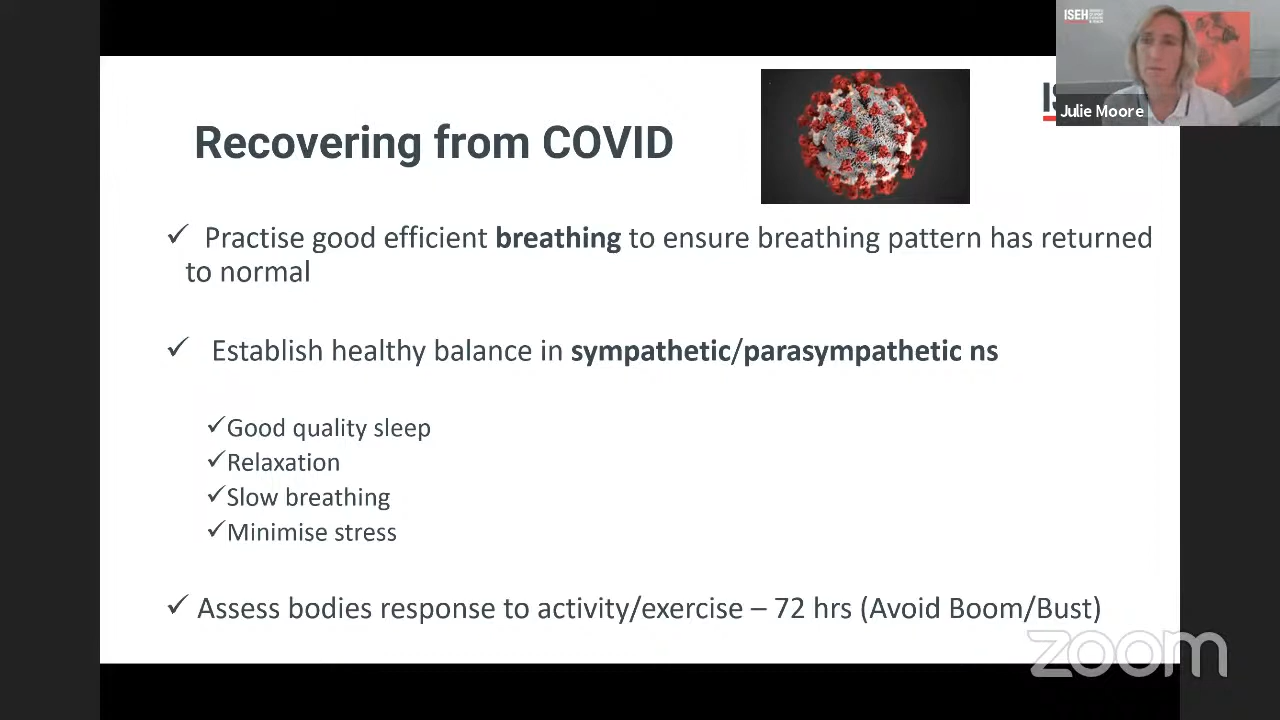 ISEH
Julie Moore
Recovering from COVID
✓ Practise good efficient breathing to ensure breathing pattern has returned
to normal
✓ Establish healthy balance in sympathetic/parasympathetic ns
✓Good quality sleep
✓Relaxation
✓Slow breathing
✓Minimise stress
✓ Assess bodies response to activity/exercise – 72 hrs (Avoid Boom/Bust)
zoom